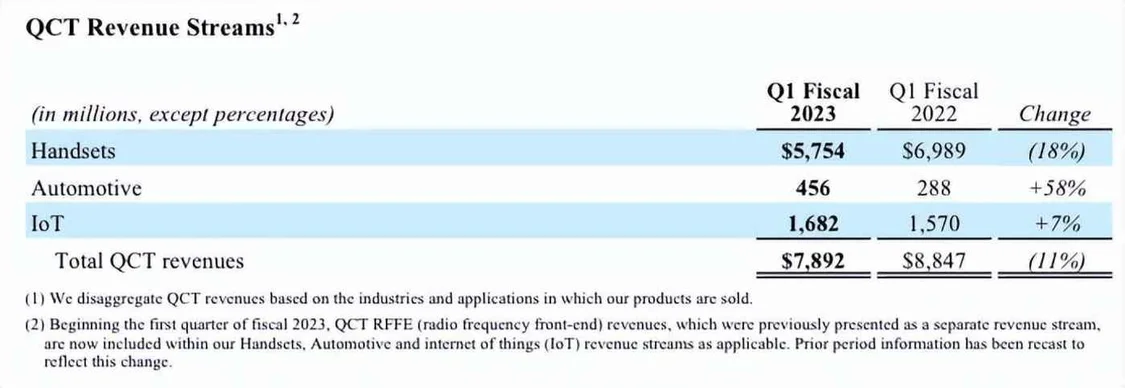 QCT Revenue Streams1, 2
(in millions, except percentages) Q1 Fiscal 2023 Q1 Fiscal 2022 Change
Handsets $5,754 $6,989 (18%)
Automotive 456 288 +58%
IoT 1,682 1,570 +7%
Total QCT revenues $7,892 $8,847 (11%)
(1) We disaggregate QCT revenues based on the industries and applications in which our products are sold.
(2) Beginning the first quarter of fiscal 2023, QCT RFFE (radio frequency front-end) revenues, which were previously presented as a separate revenue stream,
are now included within our Handsets, Automotive and internet of things (IoT) revenue streams as applicable. Prior period information has been recast to
reflect this change.